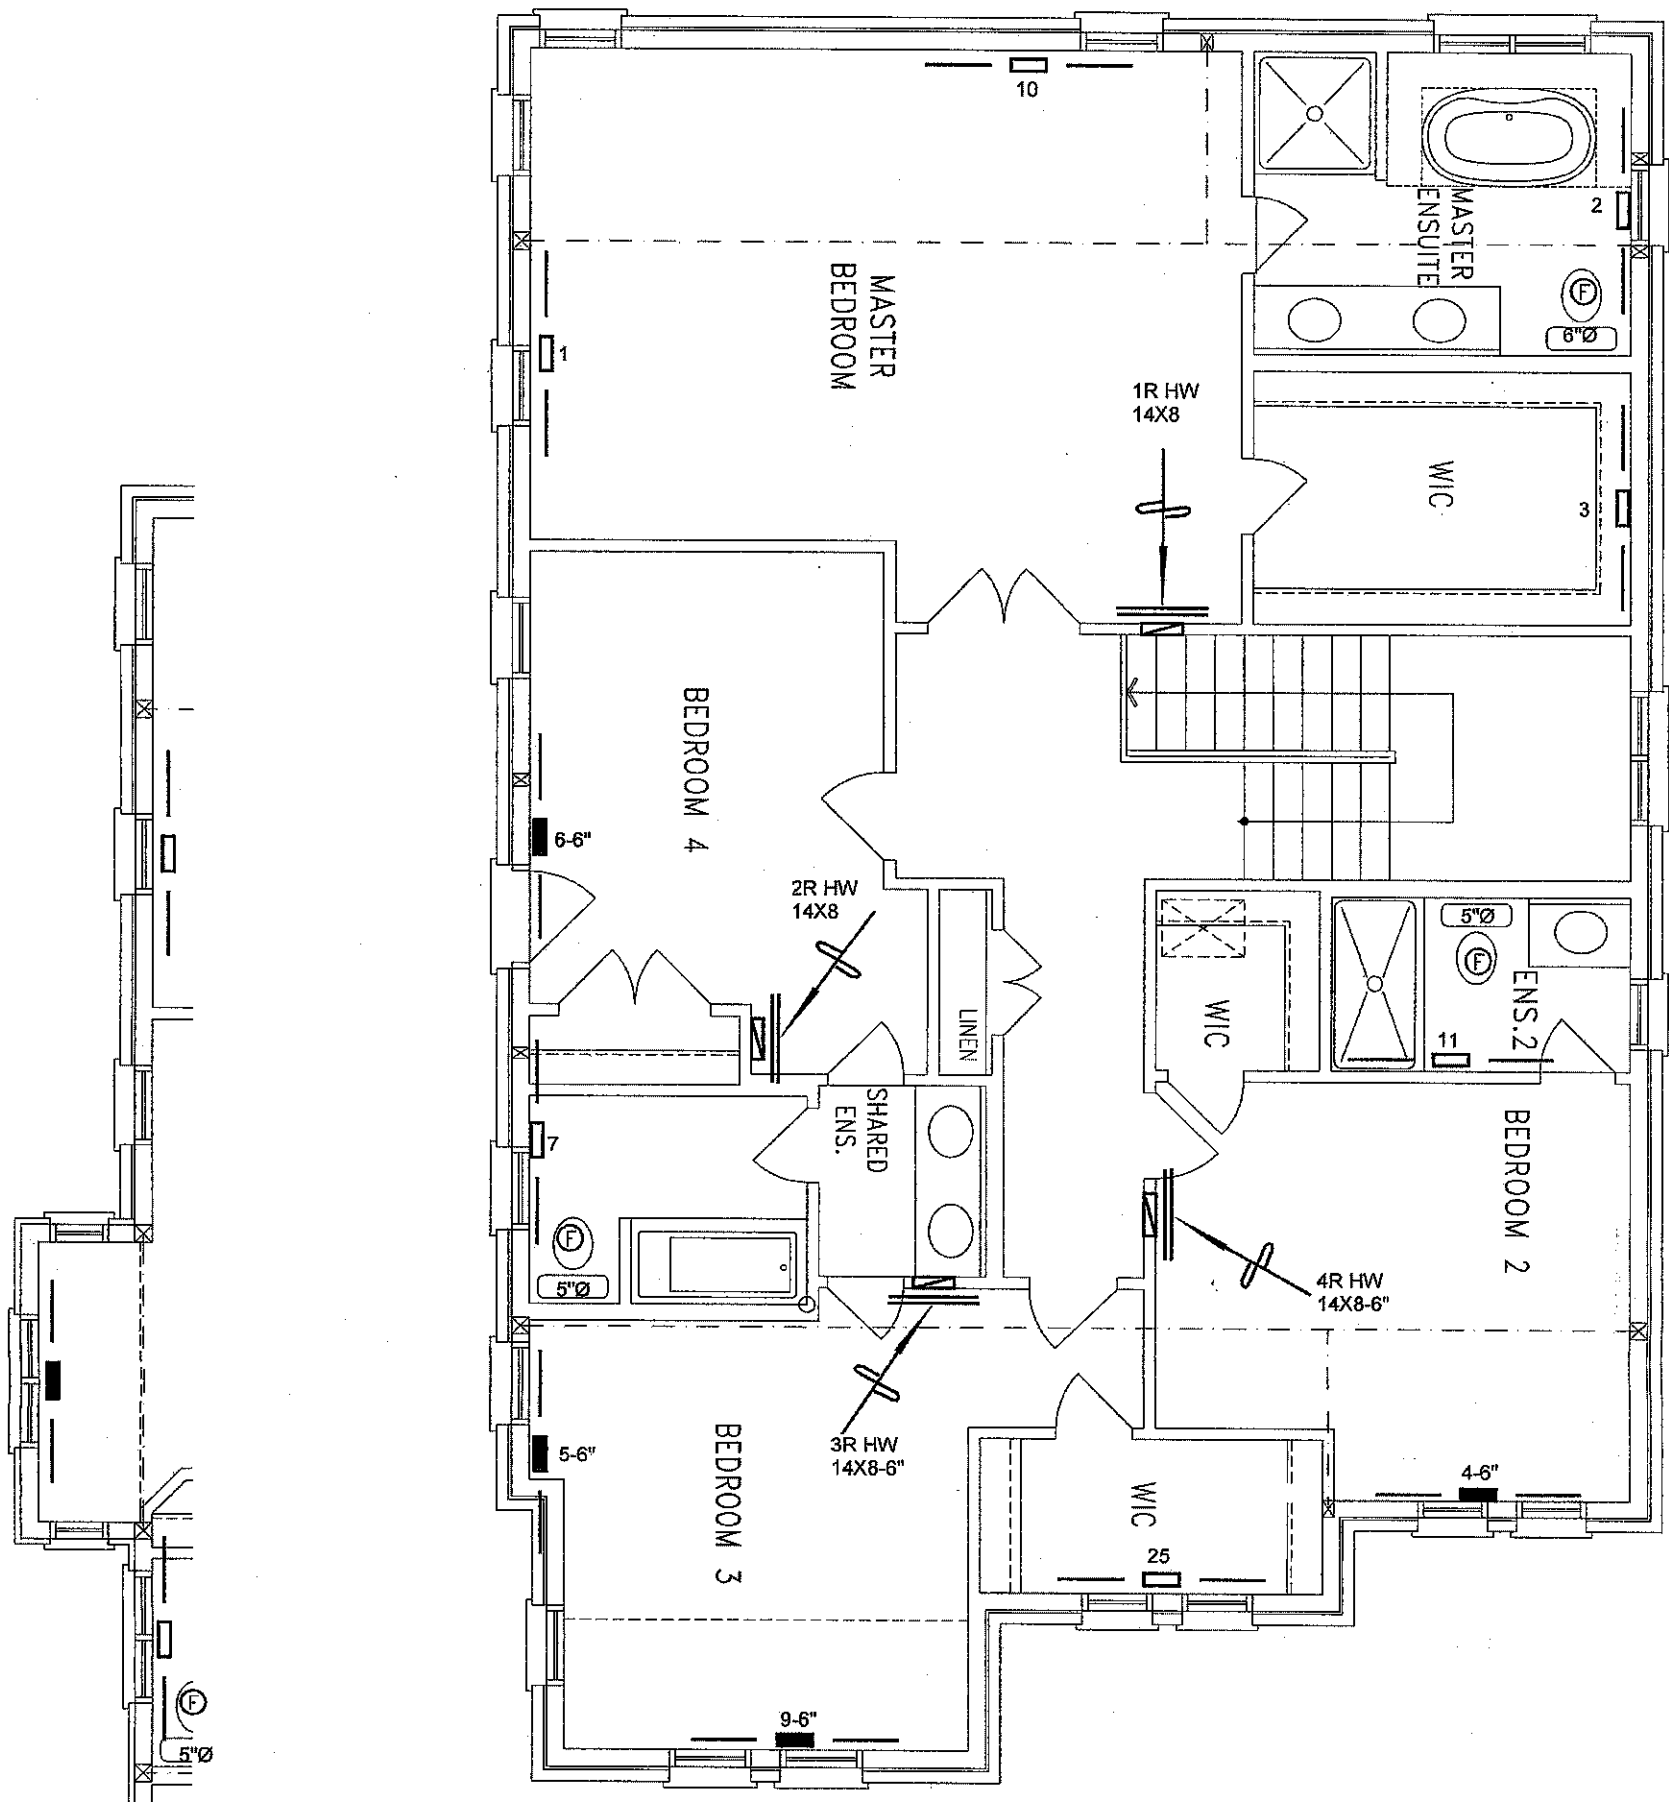 10
2
MASTER
ENSUITE
F
6"Ø
MASTER
BEDROOM
1
1R HW
14X8
WIC
3
BEDROOM 4
6-6"
2R HW
14X8
LINEN
WIC
5"Ø
F
ENS.2
11
SHARED
ENS.
7
F
5"Ø
BEDROOM 2
4R HW
14X8-6"
3R HW
14X8-6"
5-6"
BEDROOM 3
WIC
4-6"
25
9-6"
F
5"Ø